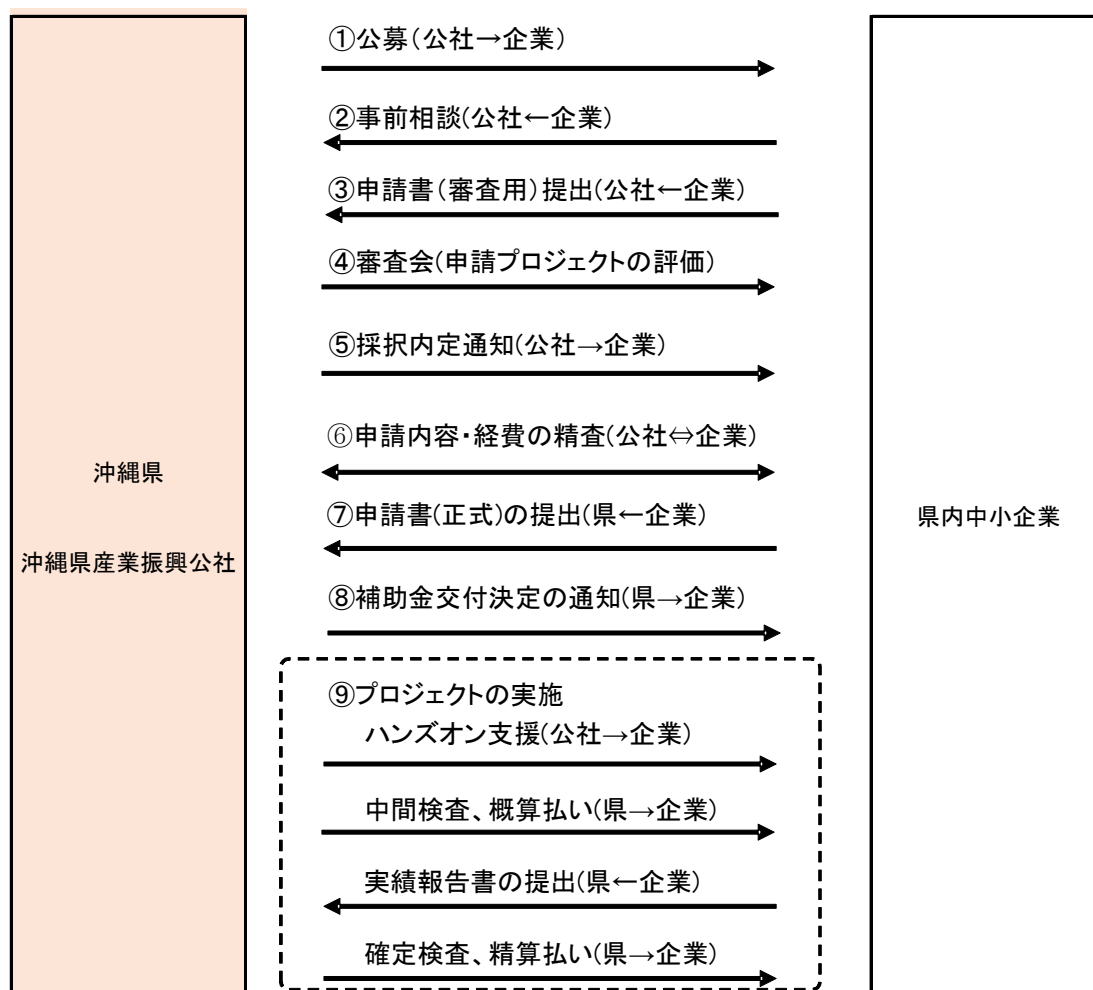 ①公募(公社→企業)
②事前相談(公社←企業)
③申請書(審査用)提出(公社←企業)
④審査会(申請プロジェクトの評価)
⑤採択内定通知(公社→企業)
⑥申請内容・経費の精査(公社⇔企業)
沖縄県
⑦申請書(正式)の提出(県←企業)
県内中小企業
沖縄県産業振興公社
⑧補助金交付決定の通知(県→企業)
⑨プロジェクトの実施
ハンズオン支援(公社→企業)
中間検査、概算払い(県→企業)
実績報告書の提出(県←企業)
確定検査、精算払い(県→企業)